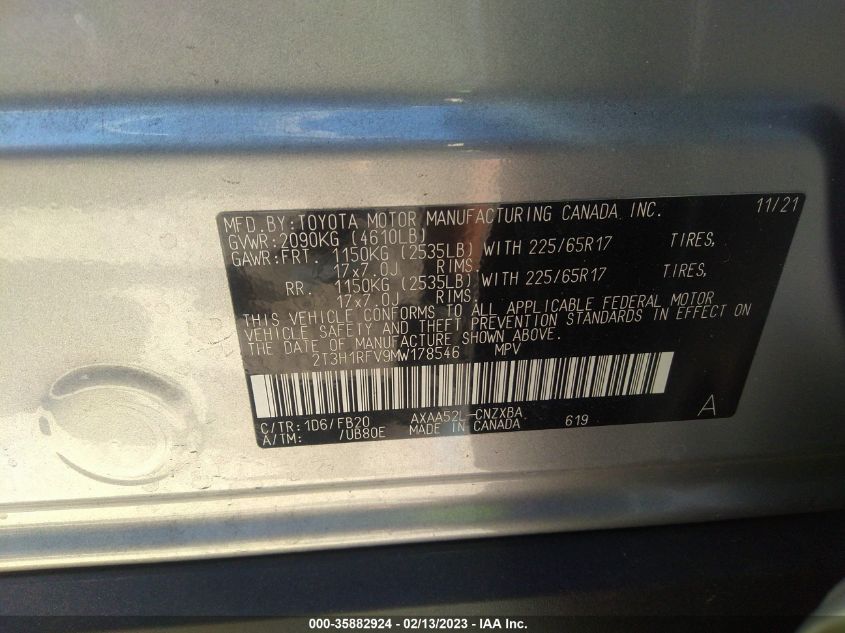 MFD.BY:TOYOTA MOTOR MANUFACTURING CANADA INC. 11/21
GVWR:2090KG (4610LB)
GAWR:FRT. 1150KG (2535LB) WITH 225/65R17 TIRES,
17x7.0J RIMS.
RR. 1150KG (2535LB) WITH 225/65R17 TIRES,
17x7.0J RIMS.
THIS VEHICLE CONFORMS TO ALL APPLICABLE FEDERAL MOTOR
VEHICLE SAFETY AND THEFT PREVENTION STANDARDS IN EFFECT ON
THE DATE OF MANUFACTURE SHOWN ABOVE.
2T3H1RFV9MW178546 MPV
C/TR:1D6/FB20 AXAA52L-CNZXBA 619 A
A/TM: /UB80E MADE IN CANADA
000-35882924 - 02/13/2023 - IAA Inc.